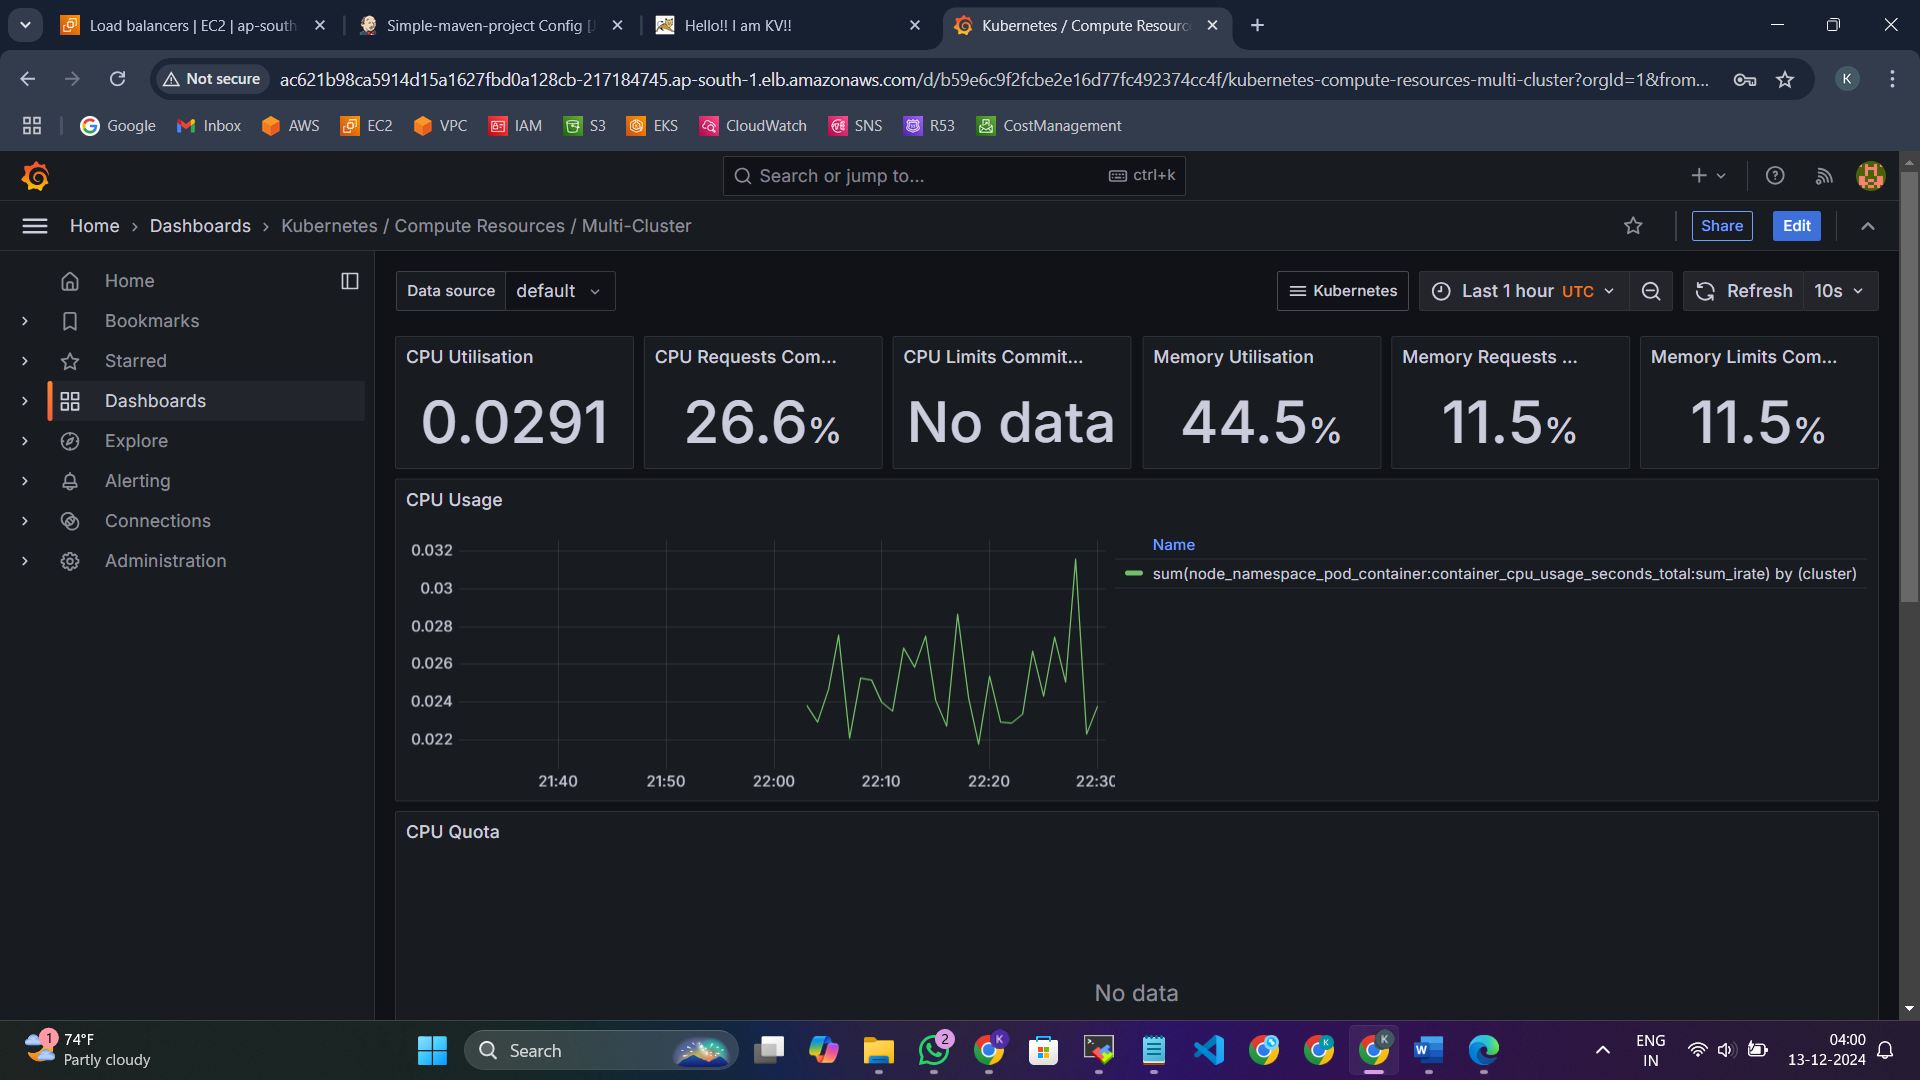 Load balancers | EC2 | ap-south
Simple-maven-project Config [J
Hello!! I am KV!!
Kubernetes / Compute Resourc
Not secure
ac621b98ca5914d15a1627fbd0a128cb-217184745.ap-south-1.elb.amazonaws.com/d/b59e6c9f2fcbe2e16d77fc492374cc4f/kubernetes-compute-resources-multi-cluster?orgId=1&from...
K
Google
Inbox
AWS
EC2
VPC
IAM
S3
EKS
CloudWatch
SNS
R53
CostManagement
Search or jump to...
ctrl+k
Home › Dashboards › Kubernetes / Compute Resources / Multi-Cluster
Share
Edit
Home
Bookmarks
Starred
Dashboards
Explore
Alerting
Connections
Administration
Data source
default
Kubernetes
Last 1 hour UTC
Refresh
10s
CPU Utilisation
0.0291
CPU Requests Com...
26.6%
CPU Limits Commit...
No data
Memory Utilisation
44.5%
Memory Requests ...
11.5%
Memory Limits Com...
11.5%
CPU Usage
0.032
0.03
0.028
0.026
0.024
0.022
21:40
21:50
22:00
22:10
22:20
22:30
Name
sum(node_namespace_pod_container:container_cpu_usage_seconds_total:sum_irate) by (cluster)
CPU Quota
No data
1
74°F
Partly cloudy
Search
2
K
K
K
ENG
IN
04:00
13-12-2024